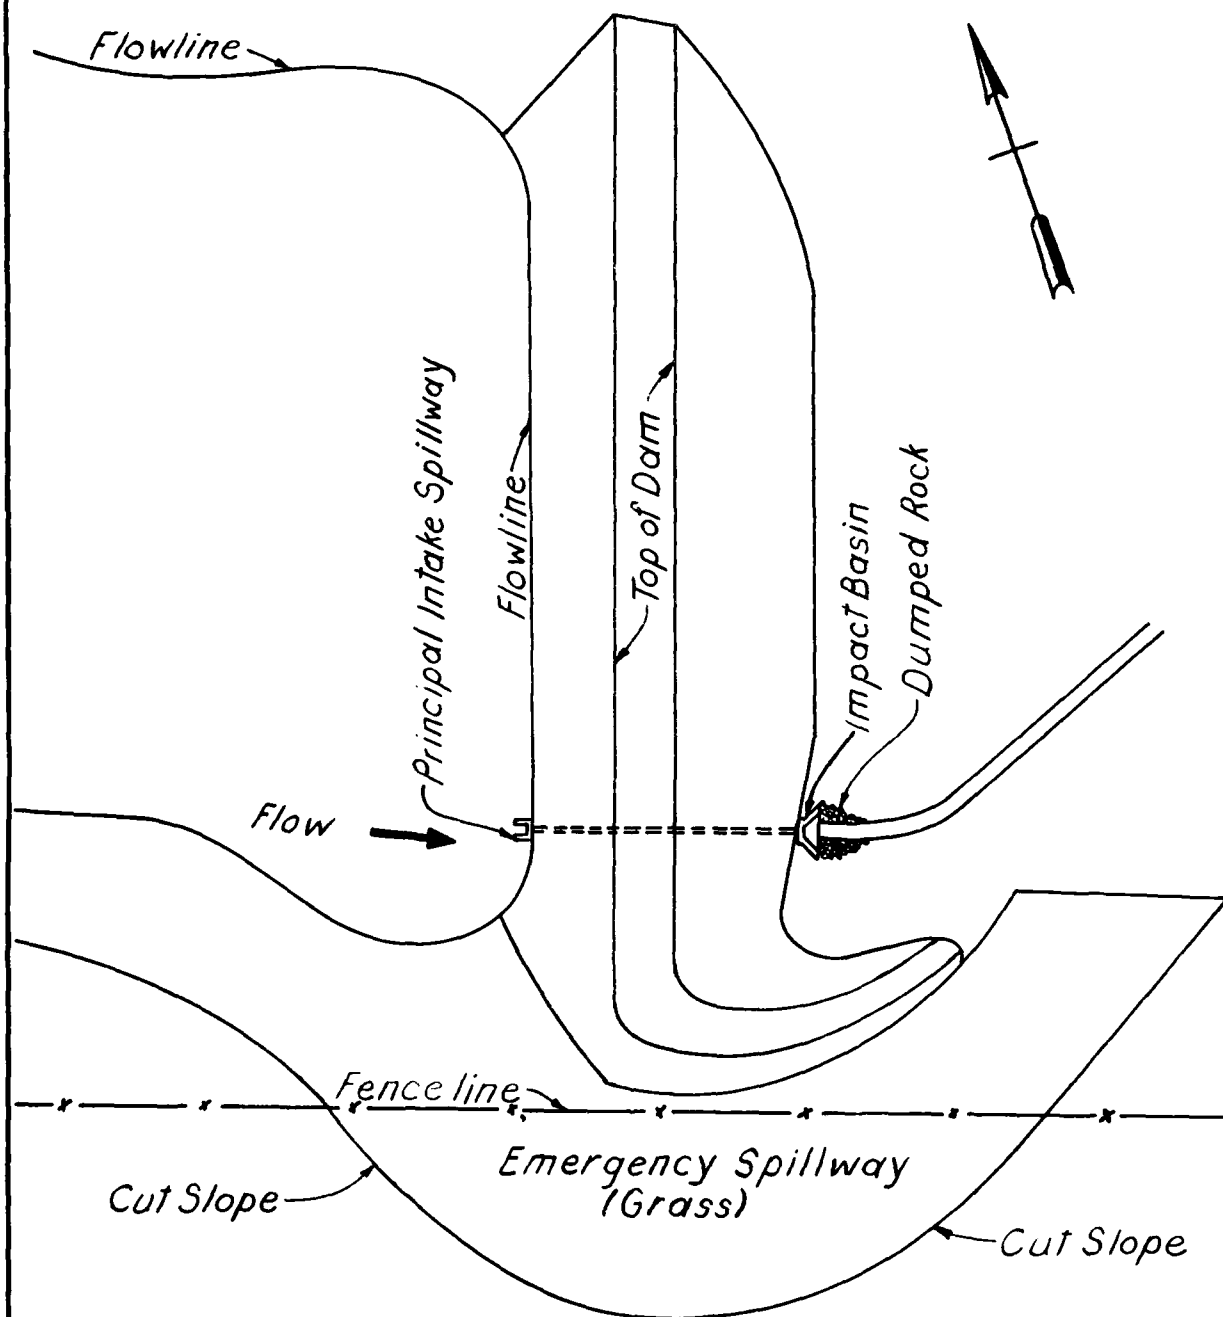 Flowline
Principal Intake Spillway
Flowline
Top of Dam
Impact Basin
Dumped Rock
Flow
Fence line
Emergency Spillway
(Grass)
Cut Slope
Cut Slope